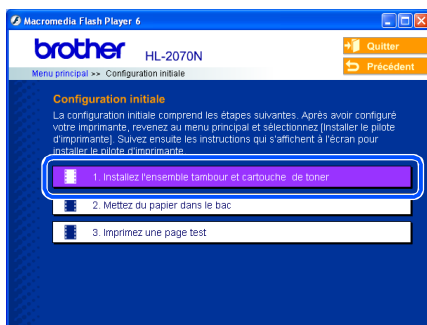 Macromedia Flash Player 6
brother HL-2070N
Quitter
Précédent
Menu principal >> Configuration initiale
Configuration initiale
La configuration initiale comprend les étapes suivantes. Après avoir configuré
votre imprimante, revenez au menu principal et sélectionnez [Installer le pilote
d'imprimante]. Suivez ensuite les instructions qui s'affichent à l'écran pour
installer le pilote d'imprimante
1. Installez l'ensemble tambour et cartouche de toner
2. Mettez du papier dans le bac
3. Imprimez une page test